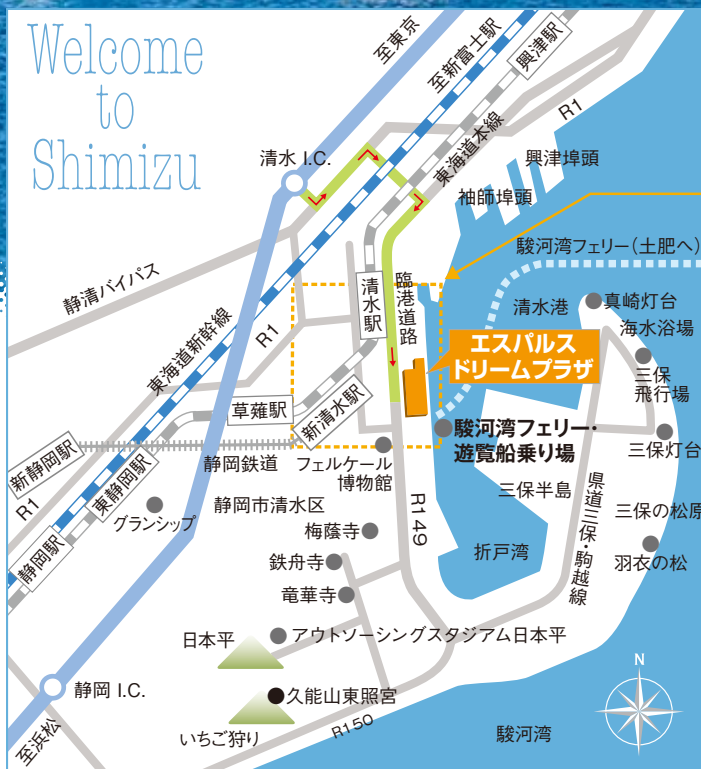 Welcome
to
Shimizu
至東京
至新富士駅
興津駅
R1
東海道本線
清水 I.C.
興津埠頭
袖師埠頭
駿河湾フェリー(土肥へ)
静清バイパス
東海道新幹線
R1
清水駅
臨港道路
清水港
真崎灯台
海水浴場
エスパルス
ドリームプラザ
三保
飛行場
草薙駅
新清水駅
駿河湾フェリー・
遊覧船乗り場
三保灯台
新静岡駅
静岡鉄道
フェルケール
博物館
R1
東静岡駅
静岡駅
グランシップ
静岡市清水区
三保半島
県道三保・駒越線
三保の松原
R149
梅蔭寺
折戸湾
羽衣の松
鉄舟寺
竜華寺
日本平
アウトソーシングスタジアム日本平
N
静岡 I.C.
久能山東照宮
至浜松
いちご狩り
R150
駿河湾